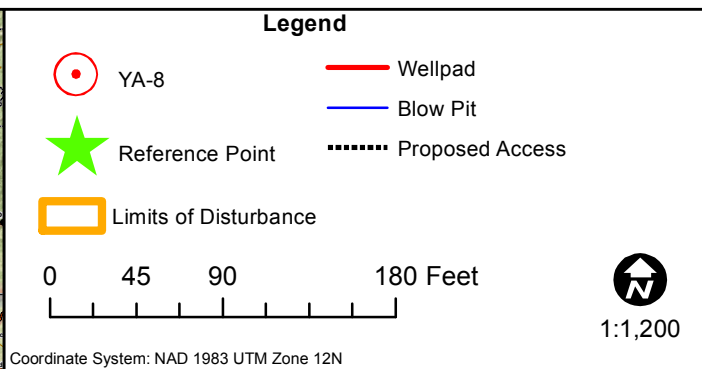 Legend
YA-8
Wellpad
Blow Pit
Reference Point
Proposed Access
Limits of Disturbance
0 45 90 180 Feet
N
1:1,200
Coordinate System: NAD 1983 UTM Zone 12N